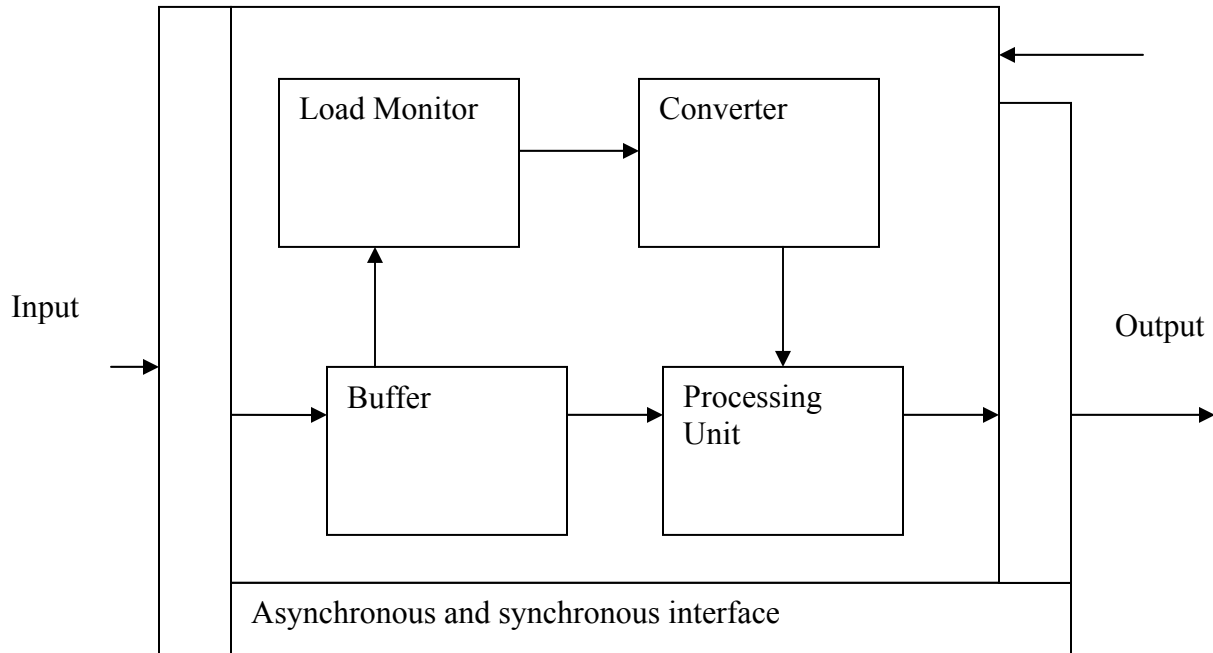 Load Monitor
Converter
Input
Output
Buffer
Processing
Unit
Asynchronous and synchronous interface